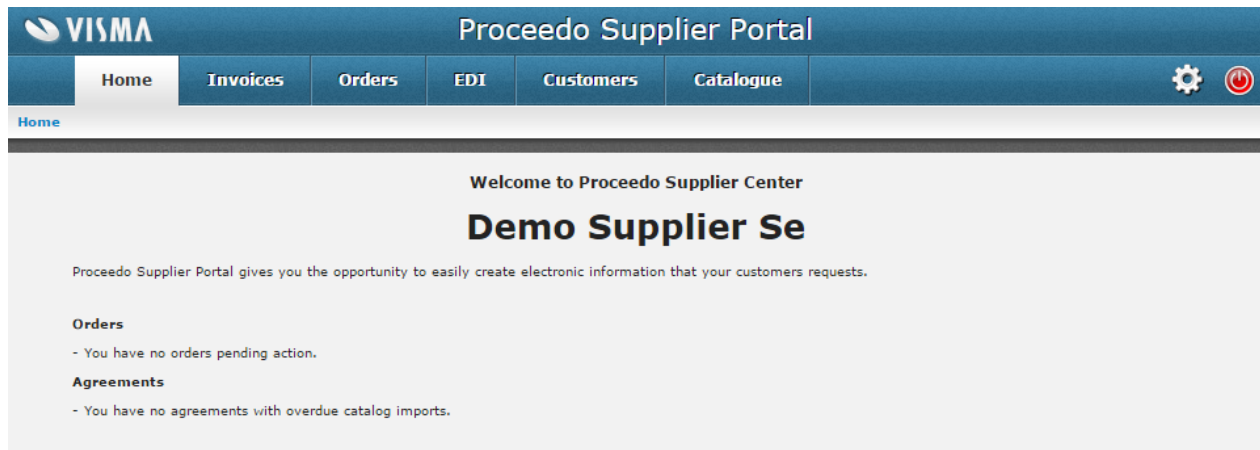 VISMA
Proceedo Supplier Portal
Home Invoices Orders EDI Customers Catalogue
Home
Welcome to Proceedo Supplier Center
Demo Supplier Se
Proceedo Supplier Portal gives you the opportunity to easily create electronic information that your customers requests.
Orders
- You have no orders pending action.
Agreements
- You have no agreements with overdue catalog imports.